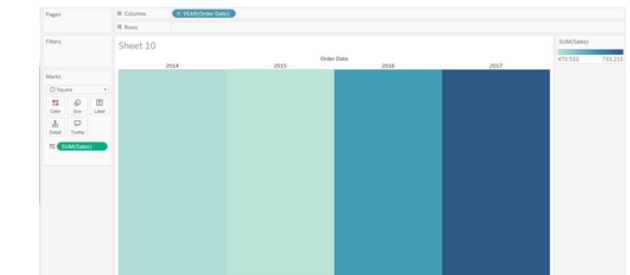 Pages
Columns
YEAR(Order Date)
Rows
Filters
Sheet 10
SUM(Sales)
470,533 733,215
Order Date
2014 2015 2016 2017
Marks
Square
Color Size Label
Detail Tooltip
SUM(Sales)